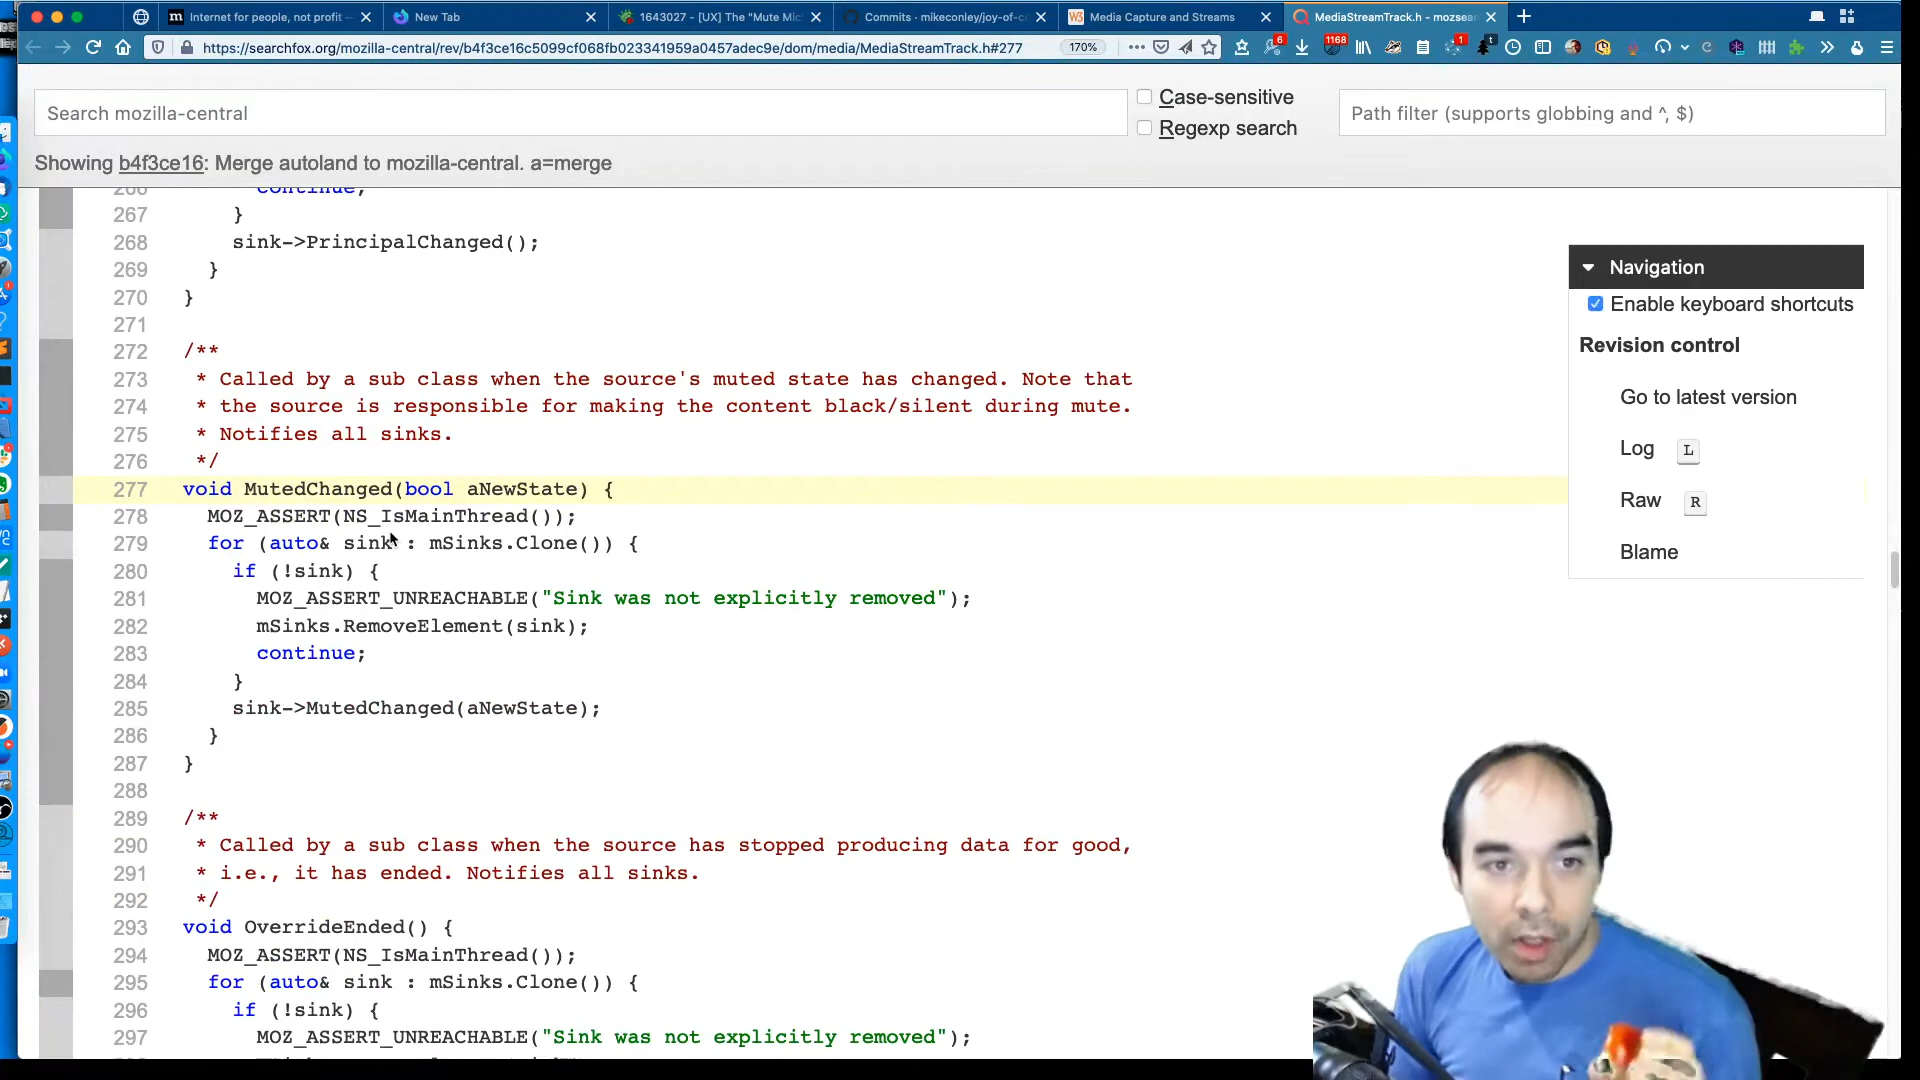 Internet for people, not profit —
New Tab
1643027 - [UX] The "Mute Mic
Commits · mikeconley/joy-of-c
Media Capture and Streams
MediaStreamTrack.h - mozsear
https://searchfox.org/mozilla-central/rev/b4f3ce16c5099cf068fb023341959a0457adec9e/dom/media/MediaStreamTrack.h#277
170%
6
1168
1
t
Search mozilla-central
Case-sensitive
Regexp search
Path filter (supports globbing and ^, $)
Showing b4f3ce16: Merge autoland to mozilla-central. a=merge
266 continue;
267 }
268 sink->PrincipalChanged();
269 }
270 }
271
272 /**
273 * Called by a sub class when the source's muted state has changed. Note that
274 * the source is responsible for making the content black/silent during mute.
275 * Notifies all sinks.
276 */
277 void MutedChanged(bool aNewState) {
278 MOZ_ASSERT(NS_IsMainThread());
279 for (auto& sink : mSinks.Clone()) {
280 if (!sink) {
281 MOZ_ASSERT_UNREACHABLE("Sink was not explicitly removed");
282 mSinks.RemoveElement(sink);
283 continue;
284 }
285 sink->MutedChanged(aNewState);
286 }
287 }
288
289 /**
290 * Called by a sub class when the source has stopped producing data for good,
291 * i.e., it has ended. Notifies all sinks.
292 */
293 void OverrideEnded() {
294 MOZ_ASSERT(NS_IsMainThread());
295 for (auto& sink : mSinks.Clone()) {
296 if (!sink) {
297 MOZ_ASSERT_UNREACHABLE("Sink was not explicitly removed");
Navigation
Enable keyboard shortcuts
Revision control
Go to latest version
Log L
Raw R
Blame